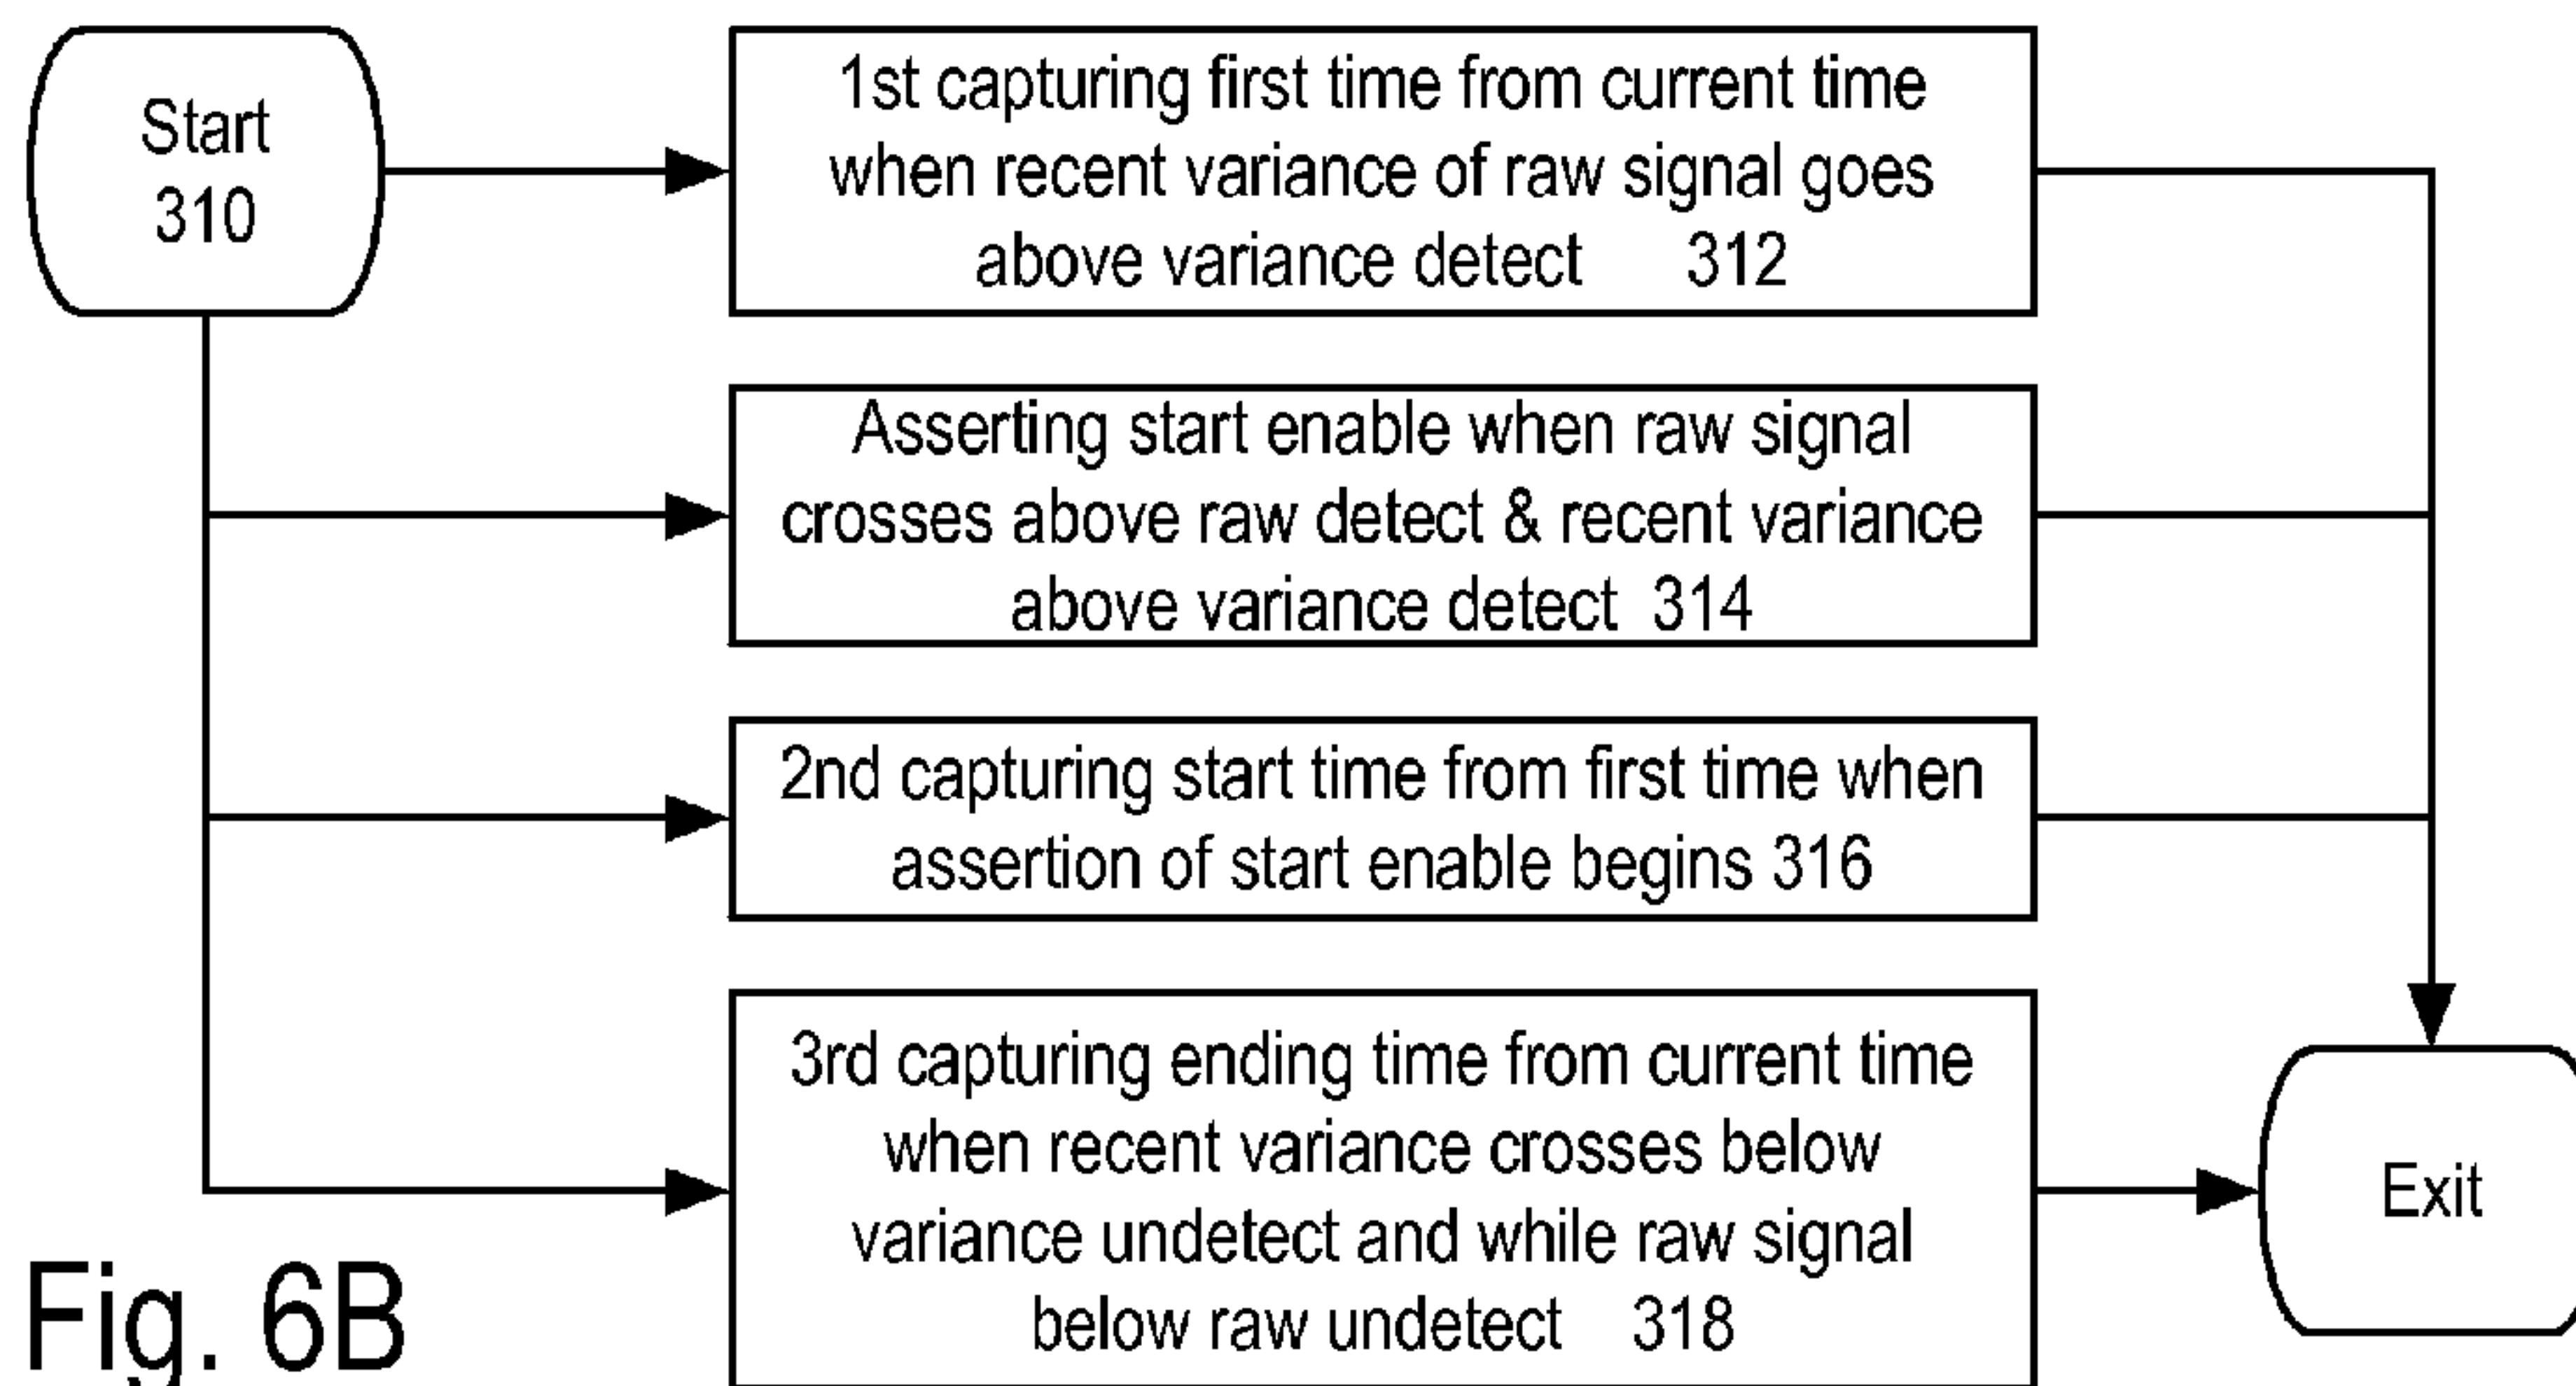 Start
310
1st capturing first time from current time
when recent variance of raw signal goes
above variance detect 312
Asserting start enable when raw signal
crosses above raw detect & recent variance
above variance detect 314
2nd capturing start time from first time when
assertion of start enable begins 316
3rd capturing ending time from current time
when recent variance crosses below
variance undetect and while raw signal
below raw undetect 318
Exit
Fig. 6B